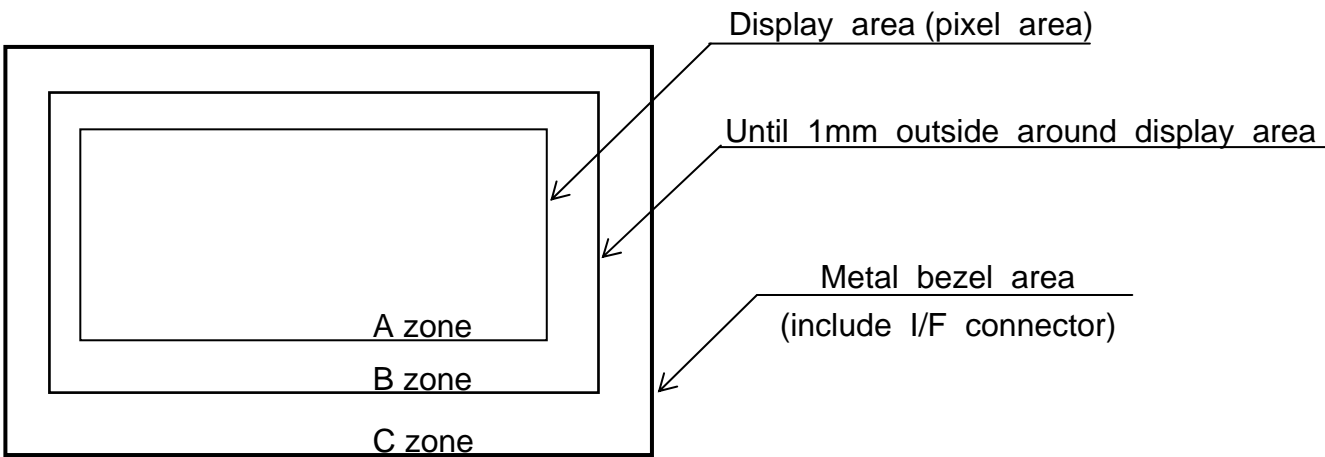 Display area (pixel area)
Until 1mm outside around display area
Metal bezel area
(include I/F connector)
A zone
B zone
C zone